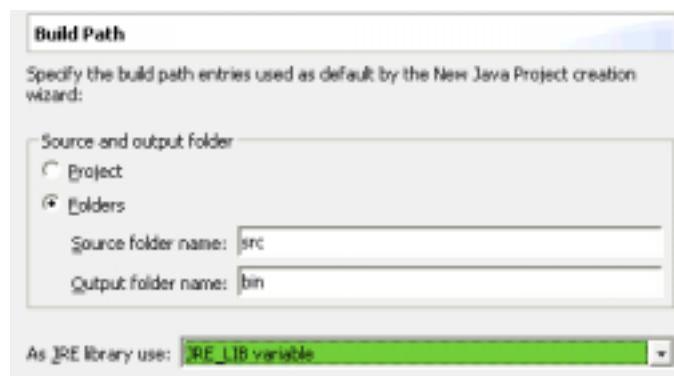 Build Path
Specify the build path entries used as default by the New Java Project creation
wizard:
Source and output folder
Project
Folders
Source folder name: src
Output folder name: bin
As JRE library use: JRE_LIB variable